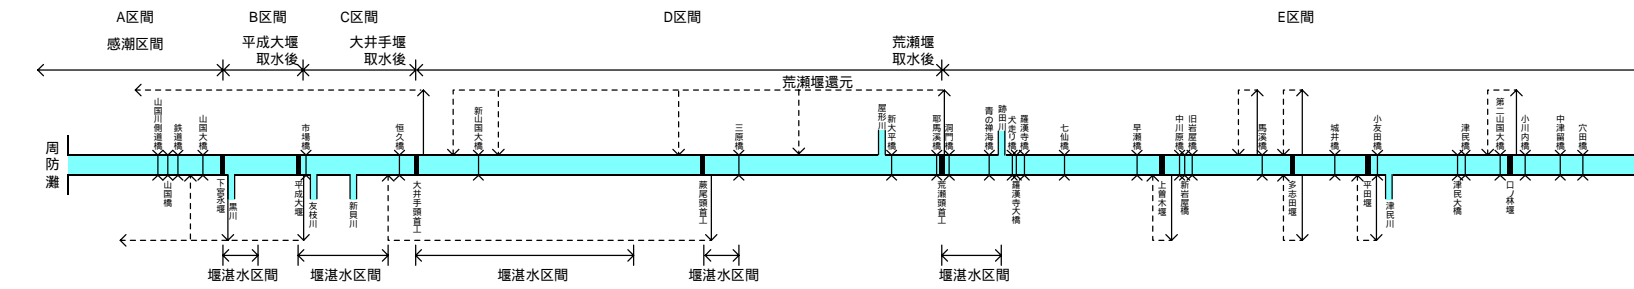 A区間
B区間
C区間
D区間
E区間
感潮区間
平成大堰
取水後
大井手堰
取水後
荒瀬堰
取水後
荒瀬堰還元
山国川側道橋
鉄道橋
山国大橋
市場橋
恒久橋
新山国大橋
三原橋
屋形川
新大平橋
耶馬溪橋
洞門橋
青の禅海橋
跡田川
犬走り橋
羅漢寺橋
七仙橋
早瀬橋
中川原橋
旧岩屋橋
馬溪橋
城井橋
小友田橋
津民橋
第二山国大橋
小川内橋
中津留橋
穴田橋
周防灘
山国橋
下宮永堰
黒川
平成大堰
友枝川
新貝川
大井手頭首工
蕨尾頭首工
荒瀬頭首工
羅漢寺大橋
上曽木堰
新岩屋橋
多志田堰
平田堰
津民川
津民大橋
口ノ林堰
堰湛水区間
堰湛水区間
堰湛水区間
堰湛水区間
堰湛水区間